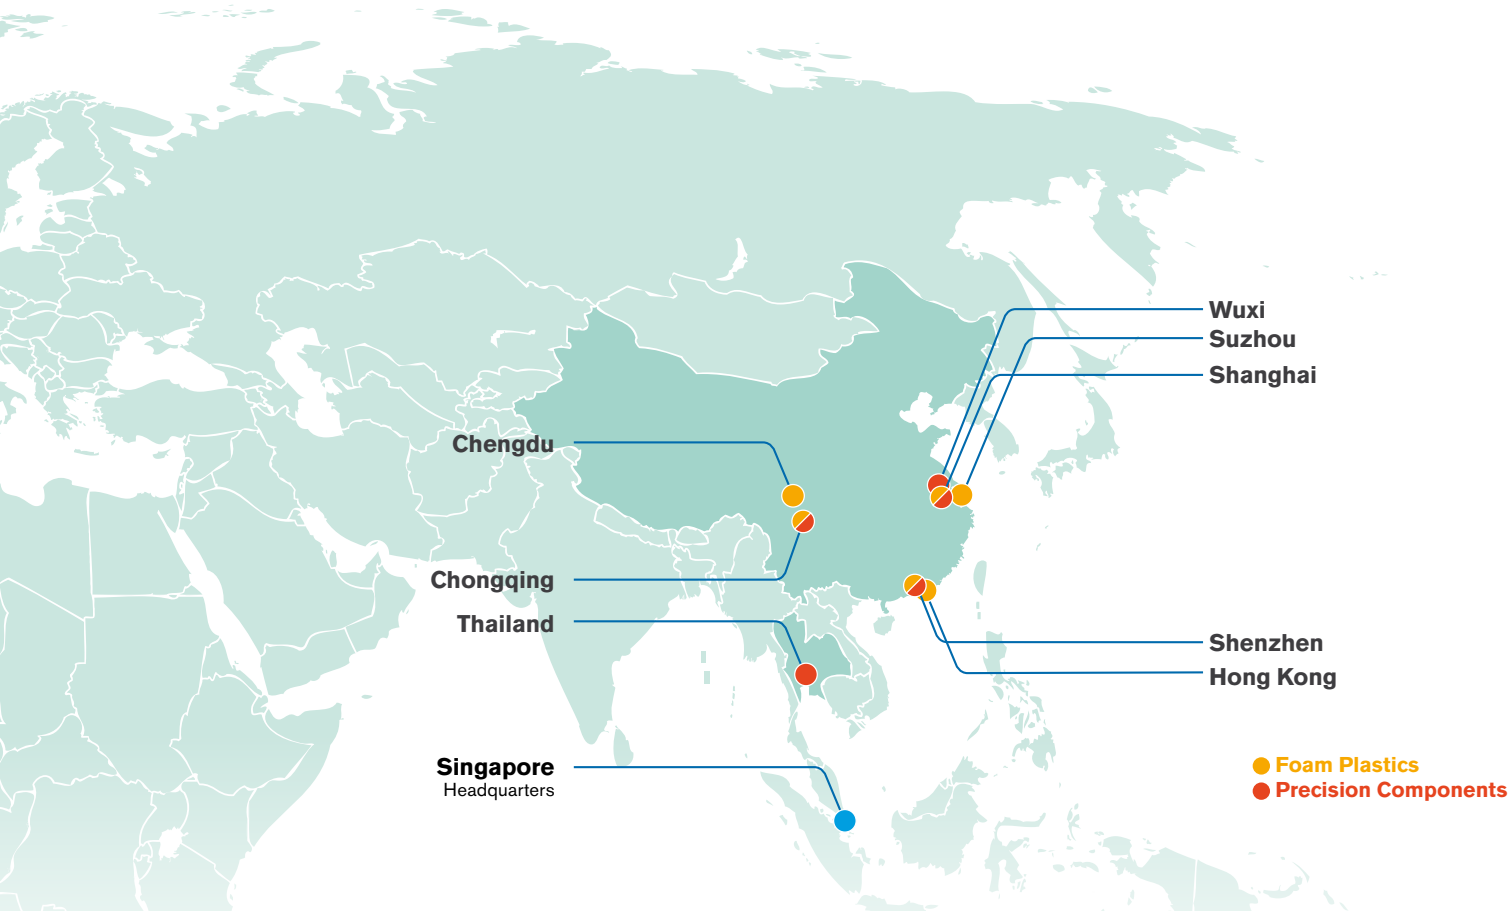 Wuxi
Suzhou
Shanghai
Chengdu
Chongqing
Thailand
Shenzhen
Hong Kong
Singapore
Headquarters
Foam Plastics
Precision Components